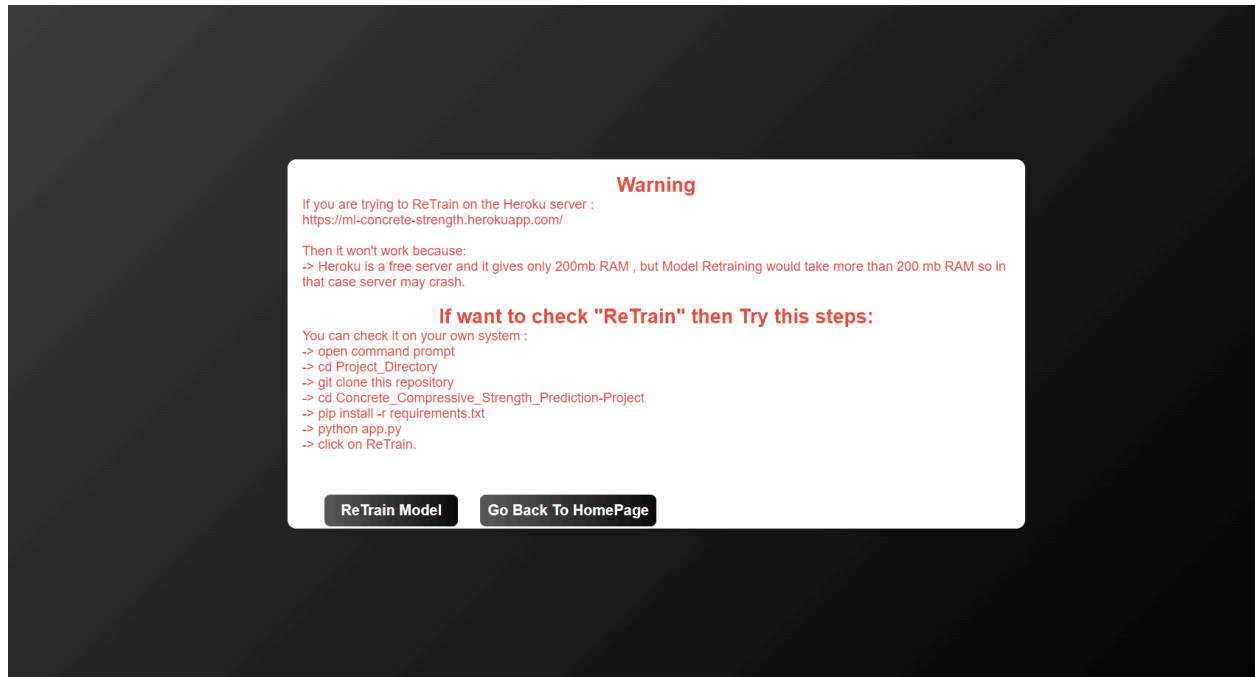 Warning
If you are trying to ReTrain on the Heroku server :
https://ml-concrete-strength.herokuapp.com/
Then it won't work because:
-> Heroku is a free server and it gives only 200mb RAM , but Model Retraining would take more than 200 mb RAM so in
that case server may crash.
If want to check "ReTrain" then Try this steps:
You can check it on your own system :
-> open command prompt
-> cd Project_Directory
-> git clone this repository
-> cd Concrete_Compressive_Strength_Prediction-Project
-> pip install -r requirements.txt
-> python app.py
-> click on ReTrain.
ReTrain Model
Go Back To HomePage